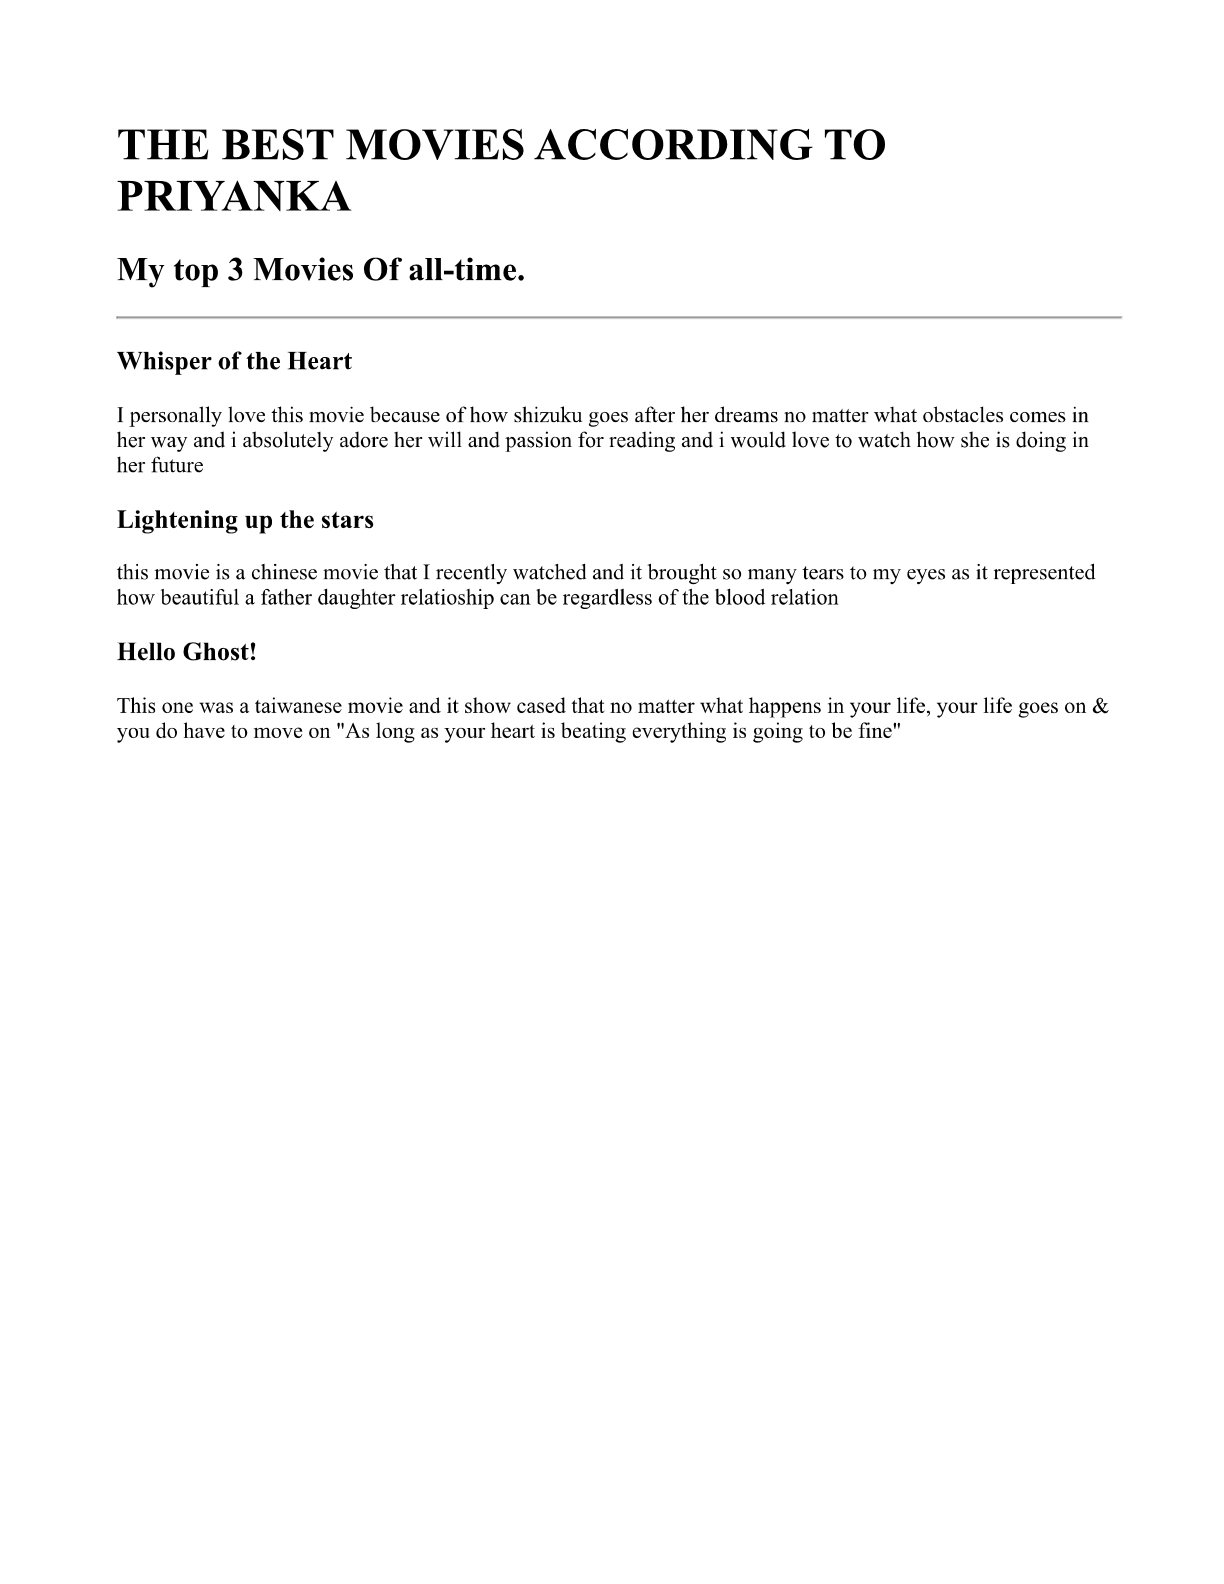 THE BEST MOVIES ACCORDING TO
PRIYANKA
My top 3 Movies Of all-time.
Whisper of the Heart
I personally love this movie because of how shizuku goes after her dreams no matter what obstacles comes in
her way and i absolutely adore her will and passion for reading and i would love to watch how she is doing in
her future
Lightening up the stars
this movie is a chinese movie that I recently watched and it brought so many tears to my eyes as it represented
how beautiful a father daughter relatioship can be regardless of the blood relation
Hello Ghost!
This one was a taiwanese movie and it show cased that no matter what happens in your life, your life goes on &
you do have to move on "As long as your heart is beating everything is going to be fine"